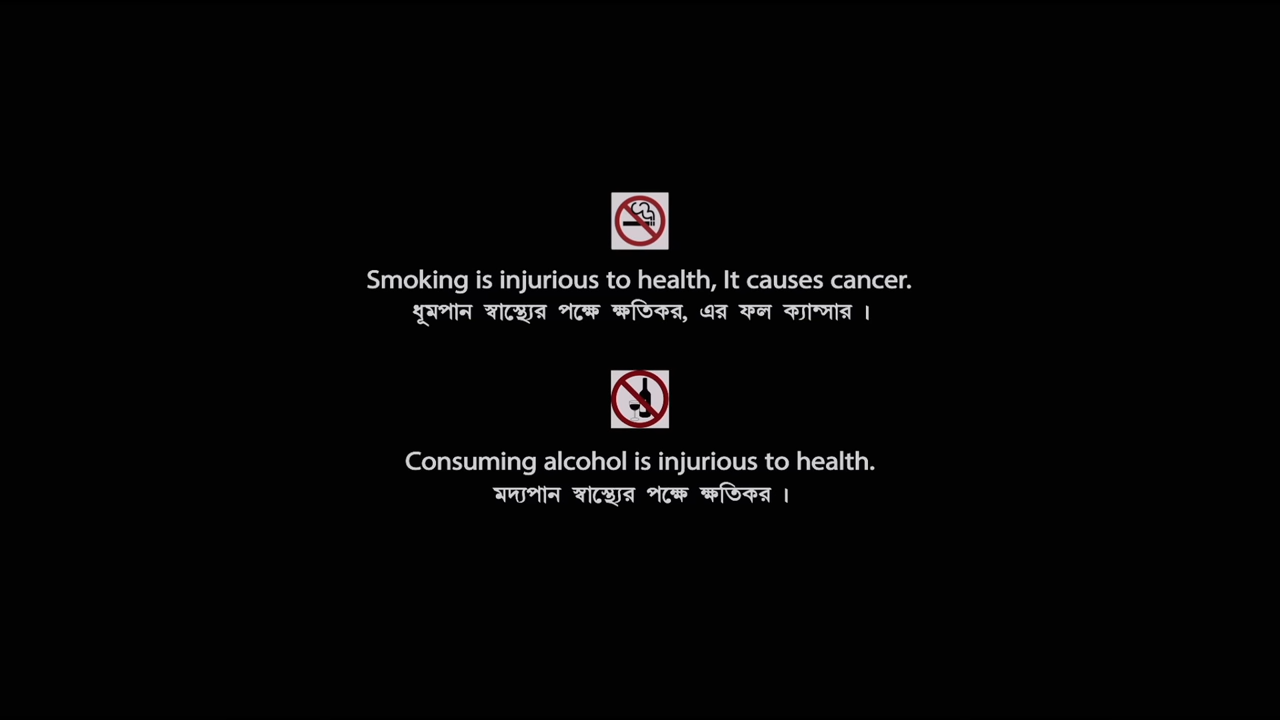 Smoking is injurious to health, It causes cancer.
ধূমপান স্বাস্থ্যের পক্ষে ক্ষতিকর, এর ফল ক্যান্সার ।
Consuming alcohol is injurious to health.
মদ্যপান স্বাস্থ্যের পক্ষে ক্ষতিকর ।